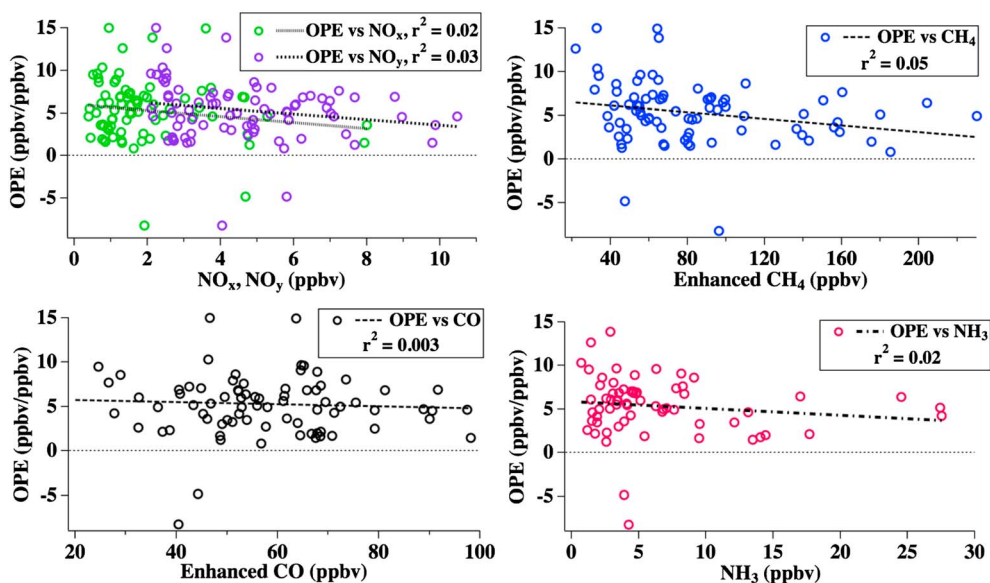 OPE vs NOx, r² = 0.02
OPE vs NOy, r² = 0.03
15
10
5
0
-5
OPE (ppbv/ppbv)
0
2
4
6
8
10
NOx, NOy (ppbv)
OPE vs CH4
r² = 0.05
15
10
5
0
-5
OPE (ppbv/ppbv)
40
80
120
160
200
Enhanced CH4 (ppbv)
OPE vs CO
r² = 0.003
15
10
5
0
-5
OPE (ppbv/ppbv)
20
40
60
80
100
Enhanced CO (ppbv)
OPE vs NH3
r² = 0.02
15
10
5
0
-5
OPE (ppbv/ppbv)
0
5
10
15
20
25
30
NH3 (ppbv)